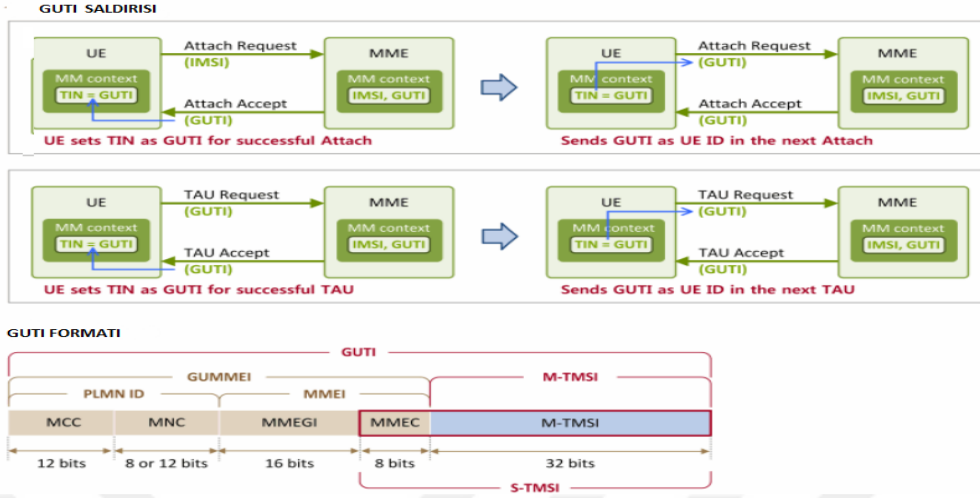 GUTI SALDIRISI
UE
Attach Request
(IMSI)
MME
MM context
TIN = GUTI
MM context
IMSI, GUTI
Attach Accept
(GUTI)
UE sets TIN as GUTI for successful Attach
UE
Attach Request
(GUTI)
MME
MM context
TIN = GUTI
MM context
IMSI, GUTI
Attach Accept
(GUTI)
Sends GUTI as UE ID in the next Attach
UE
TAU Request
(GUTI)
MME
MM context
TIN = GUTI
MM context
IMSI, GUTI
TAU Accept
(GUTI)
UE sets TIN as GUTI for successful TAU
UE
TAU Request
(GUTI)
MME
MM context
TIN = GUTI
MM context
IMSI, GUTI
TAU Accept
(GUTI)
Sends GUTI as UE ID in the next TAU
GUTI FORMATI
GUTI
GUMMEI M-TMSI
PLMN ID MMEI
MCC MNC MMEGI MMEC M-TMSI
12 bits 8 or 12 bits 16 bits 8 bits 32 bits
S-TMSI